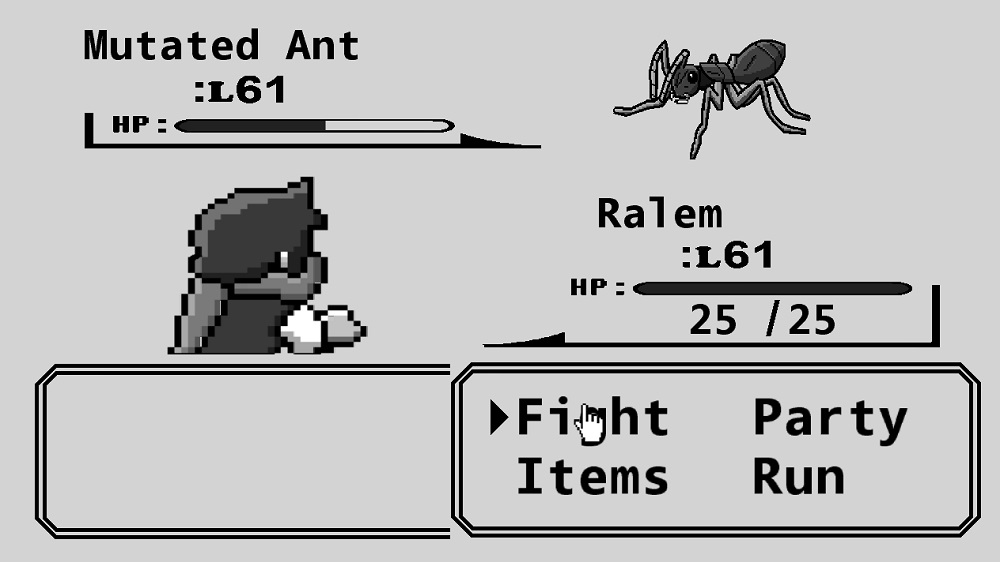 Mutated Ant
:L61
HP:
Ralem
:L61
HP:
25 /25
Fight Party
Items Run